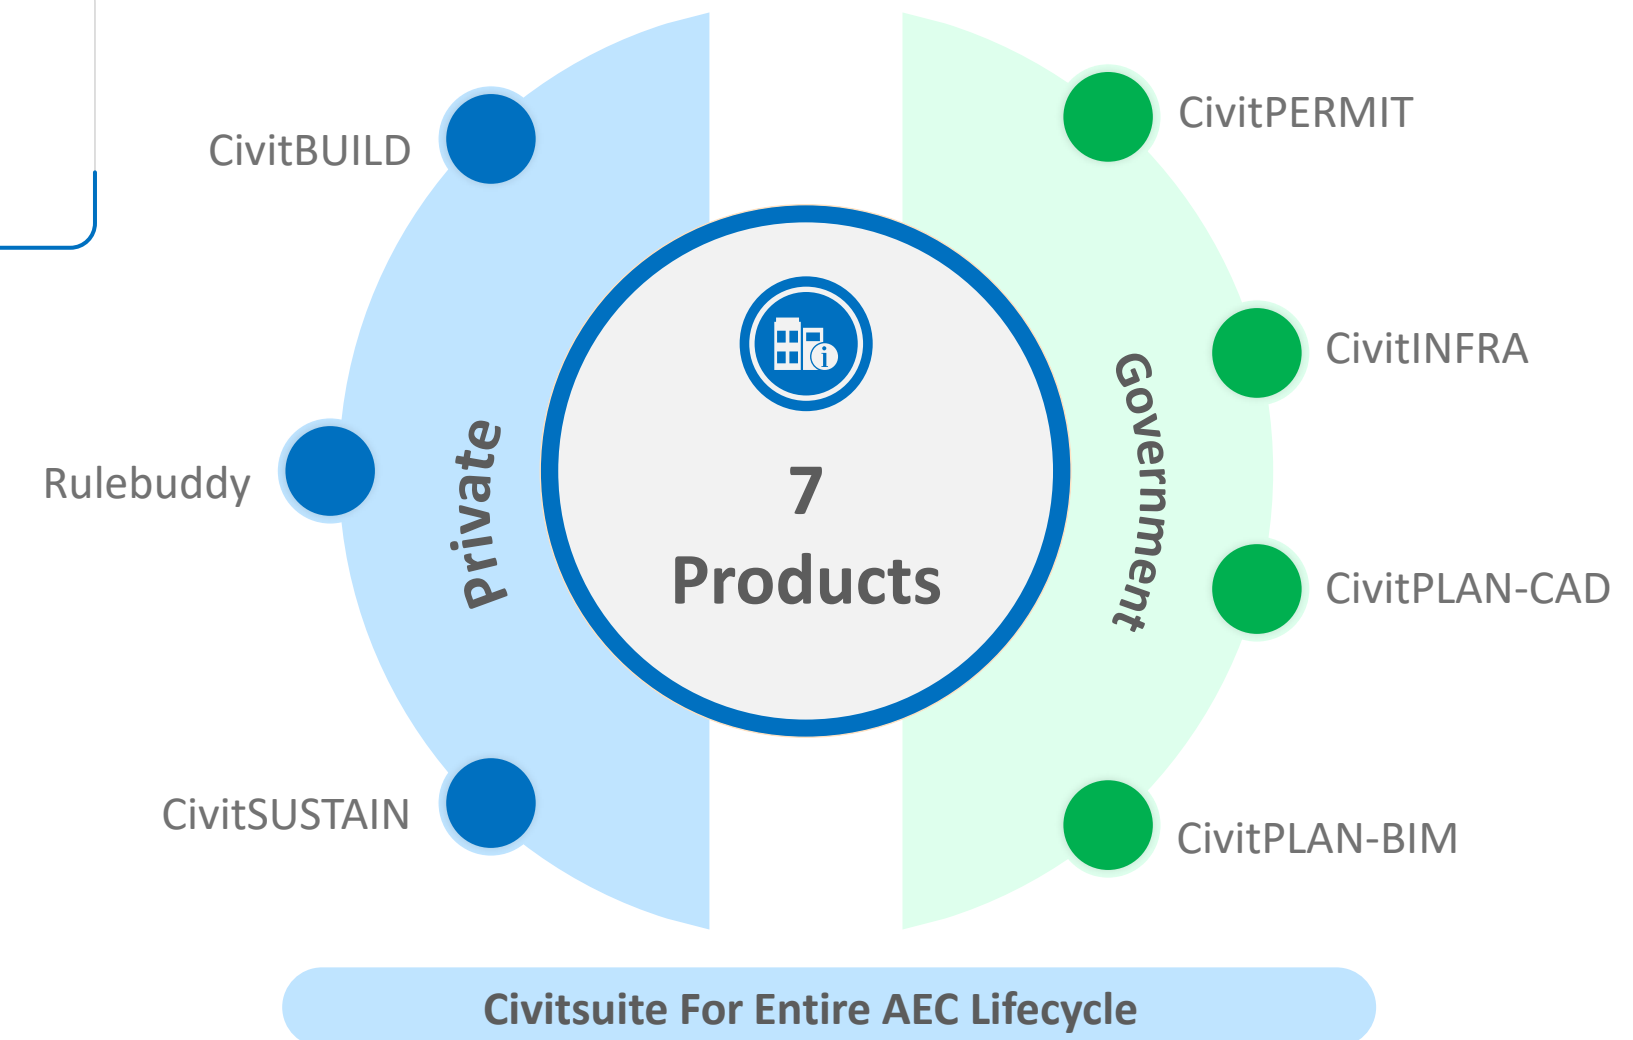 CivitBUILD
Rulebuddy
CivitSUSTAIN
Private
7
Products
i
Government
CivitPERMIT
CivitINFRA
CivitPLAN-CAD
CivitPLAN-BIM
Civitsuite For Entire AEC Lifecycle